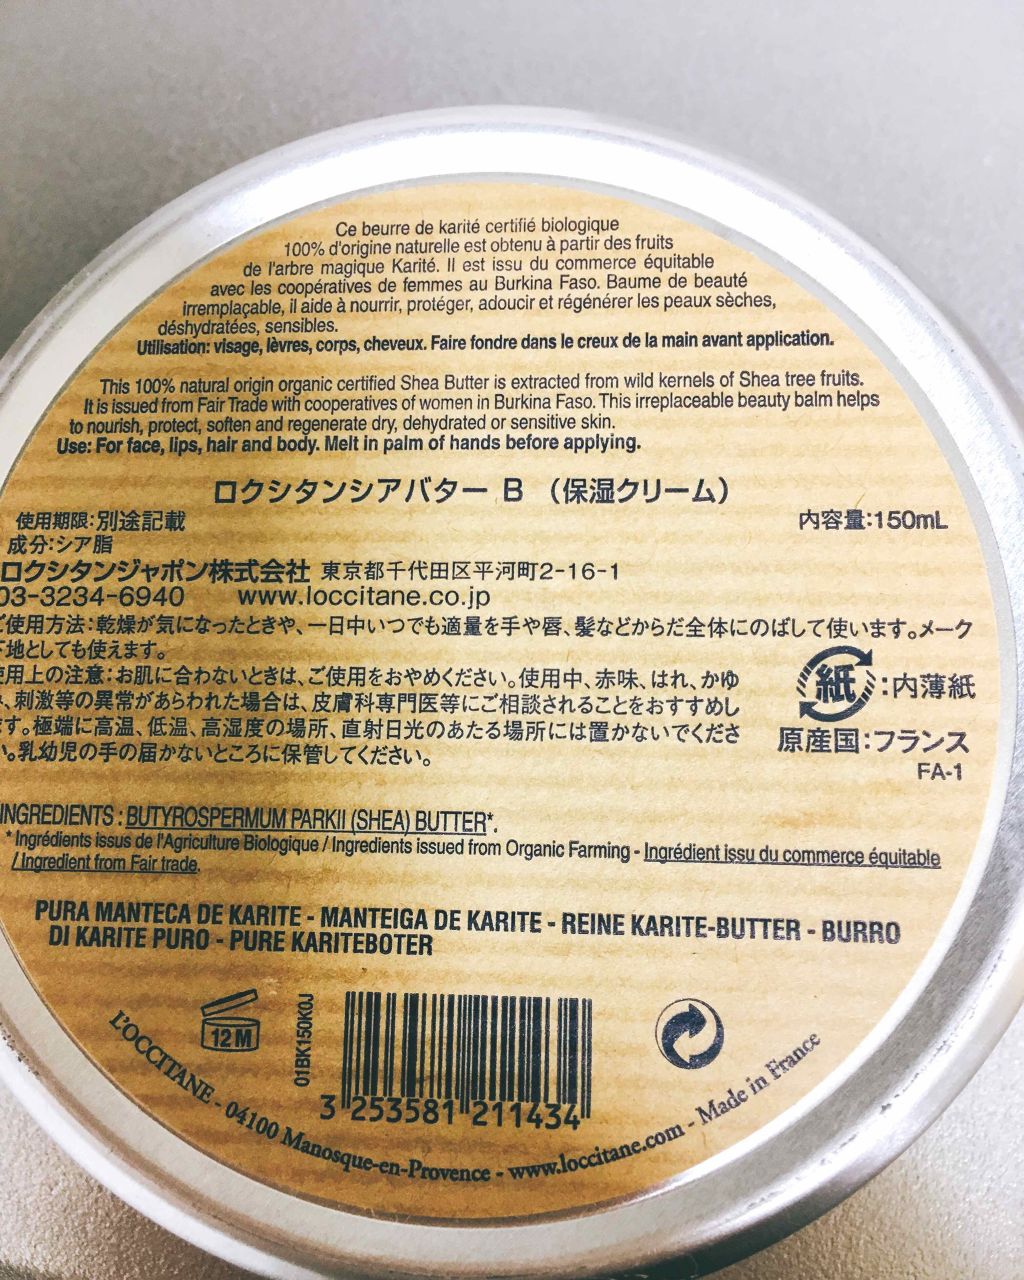 Ce beurre de karité certifié biologique
100% d'origine naturelle est obtenu à partir des fruits
de l'arbre magique Karité. Il est issu du commerce équitable
avec les coopératives de femmes au Burkina Faso. Baume de beauté
irremplaçable, il aide à nourrir, protéger, adoucir et régénérer les peaux sèches,
déshydratées, sensibles.
Utilisation: visage, lèvres, corps, cheveux. Faire fondre dans le creux de la main avant application.
This 100% natural origin organic certified Shea Butter is extracted from wild kernels of Shea tree fruits.
It is issued from Fair Trade with cooperatives of women in Burkina Faso. This irreplaceable beauty balm helps
to nourish, protect, soften and regenerate dry, dehydrated or sensitive skin.
Use: For face, lips, hair and body. Melt in palm of hands before applying.
ロクシタンシアバター B （保湿クリーム）
使用期限:別途記載
内容量:150mL
成分:シア脂
ロクシタンジャポン株式会社 東京都千代田区平河町2-16-1
03-3234-6940 www.loccitane.co.jp
ご使用方法:乾燥が気になったときや、一日中いつでも適量を手や唇、髪などからだ全体にのばして使います。メーク
下地としても使えます。
使用上の注意:お肌に合わないときは、ご使用をおやめください。使用中、赤味、はれ、かゆ
み、刺激等の異常があらわれた場合は、皮膚科専門医等にご相談されることをおすすめし
ます。極端に高温、低温、高湿度の場所、直射日光のあたる場所には置かないでくださ
い。乳幼児の手の届かないところに保管してください。
紙:内薄紙
原産国:フランス
FA-1
INGREDIENTS : BUTYROSPERMUM PARKII (SHEA) BUTTER*.
* Ingrédients issus de l'Agriculture Biologique / Ingredients issued from Organic Farming - Ingrédient issu du commerce équitable
/ Ingredient from Fair trade.
PURA MANTECA DE KARITE - MANTEIGA DE KARITE - REINE KARITE-BUTTER - BURRO
DI KARITE PURO - PURE KARITEBOTER
12 M
01BK150K0J
3 253581 211434
L'OCCITANE - 04100 Manosque-en-Provence - www.loccitane.com - Made in France